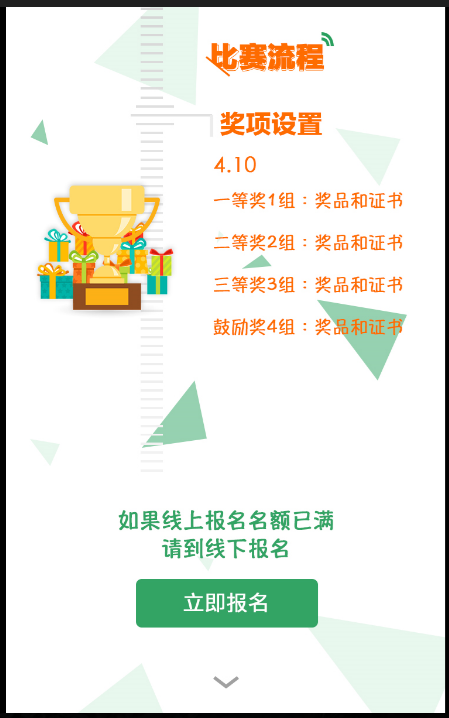 比赛流程
奖项设置
4.10
一等奖1组：奖品和证书
二等奖2组：奖品和证书
三等奖3组：奖品和证书
鼓励奖4组：奖品和证书
如果线上报名名额已满
请到线下报名
立即报名